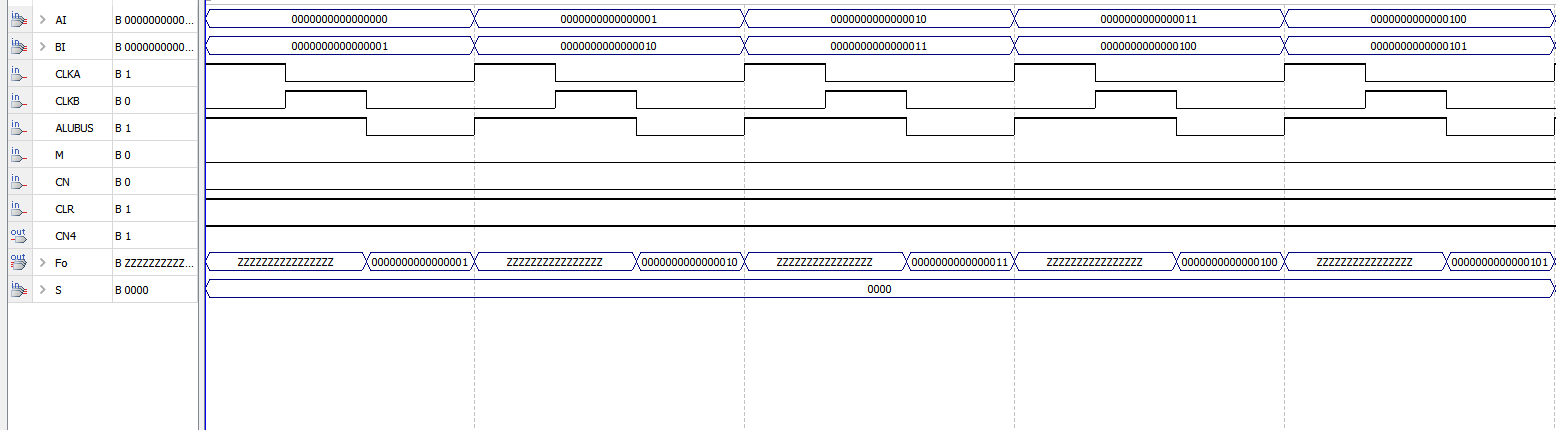 in AI B 0000000000... 0000000000000000 0000000000000001 0000000000000010 0000000000000011 0000000000000100
in BI B 0000000000... 0000000000000001 0000000000000010 0000000000000011 0000000000000100 0000000000000101
in CLKA B 1
in CLKB B 0
in ALUBUS B 1
in M B 0
in CN B 0
in CLR B 1
out CN4 B 1
out Fo B ZZZZZZZZZZ... ZZZZZZZZZZZZZZZZ 0000000000000001 ZZZZZZZZZZZZZZZZ 0000000000000010 ZZZZZZZZZZZZZZZZ 0000000000000011 ZZZZZZZZZZZZZZZZ 0000000000000100 ZZZZZZZZZZZZZZZZ 0000000000000101
in S B 0000 0000